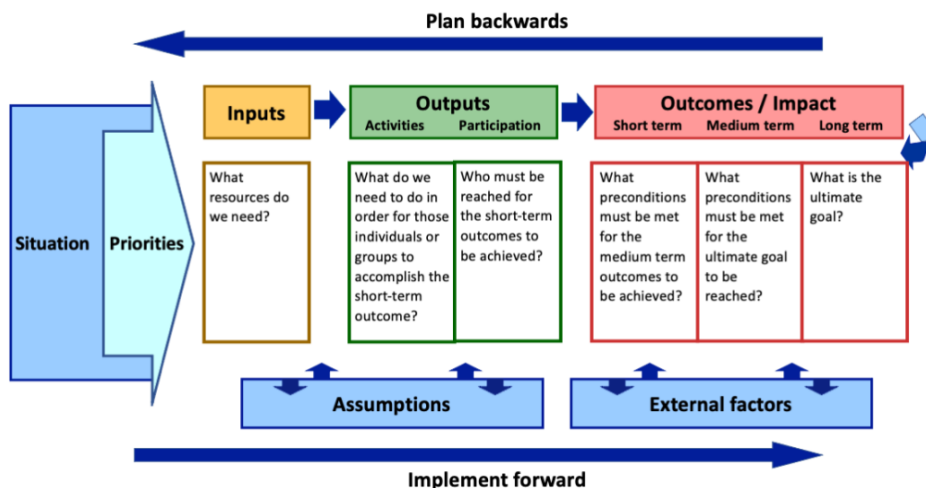 Plan backwards
Inputs
Outputs
Activities
Participation
Outcomes / Impact
Short term
Medium term
Long term
Situation
Priorities
What
resources do
we need?
What do we
need to do in
order for those
individuals or
groups to
accomplish the
short-term
outcome?
Who must be
reached for
the short-term
outcomes to
be achieved?
What
preconditions
must be met
for the
medium term
outcomes to
be achieved?
What
preconditions
must be met
for the
ultimate goal
to be
reached?
What is the
ultimate
goal?
Assumptions
External factors
Implement forward